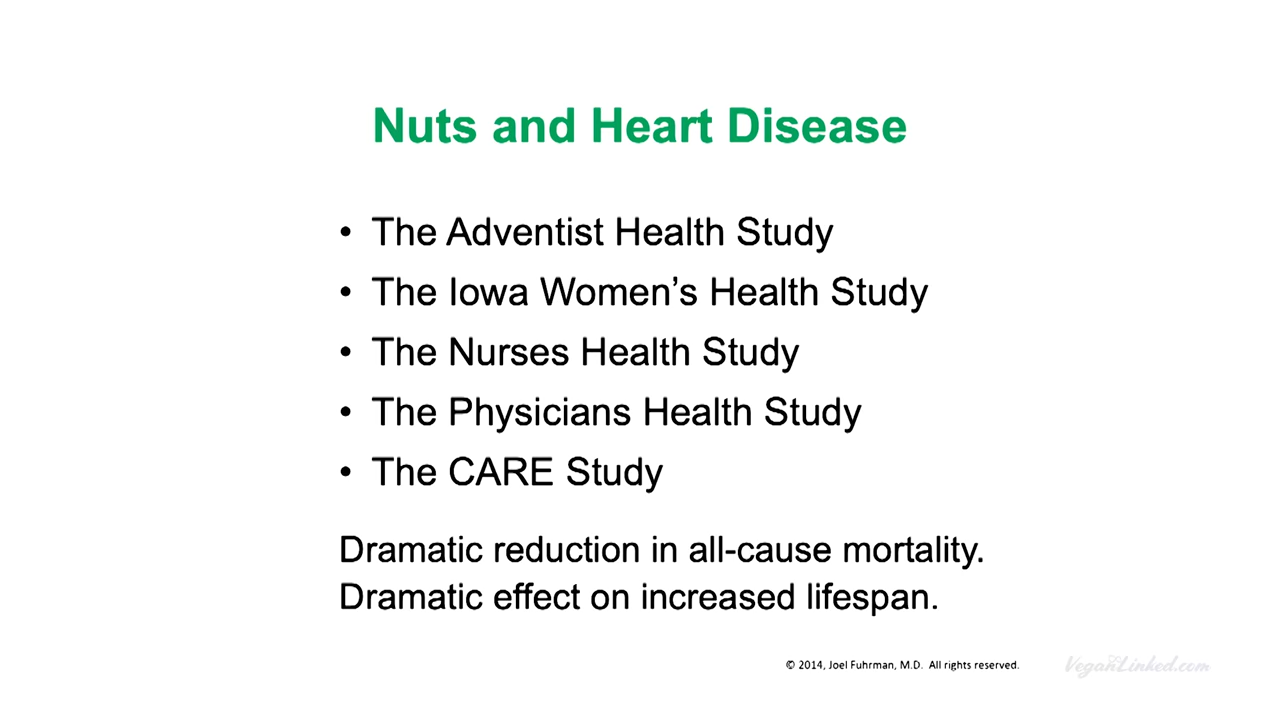 Nuts and Heart Disease
• The Adventist Health Study
• The Iowa Women’s Health Study
• The Nurses Health Study
• The Physicians Health Study
• The CARE Study
Dramatic reduction in all-cause mortality.
Dramatic effect on increased lifespan.
© 2014, Joel Fuhrman, M.D. All rights reserved.
VeganLinked.com